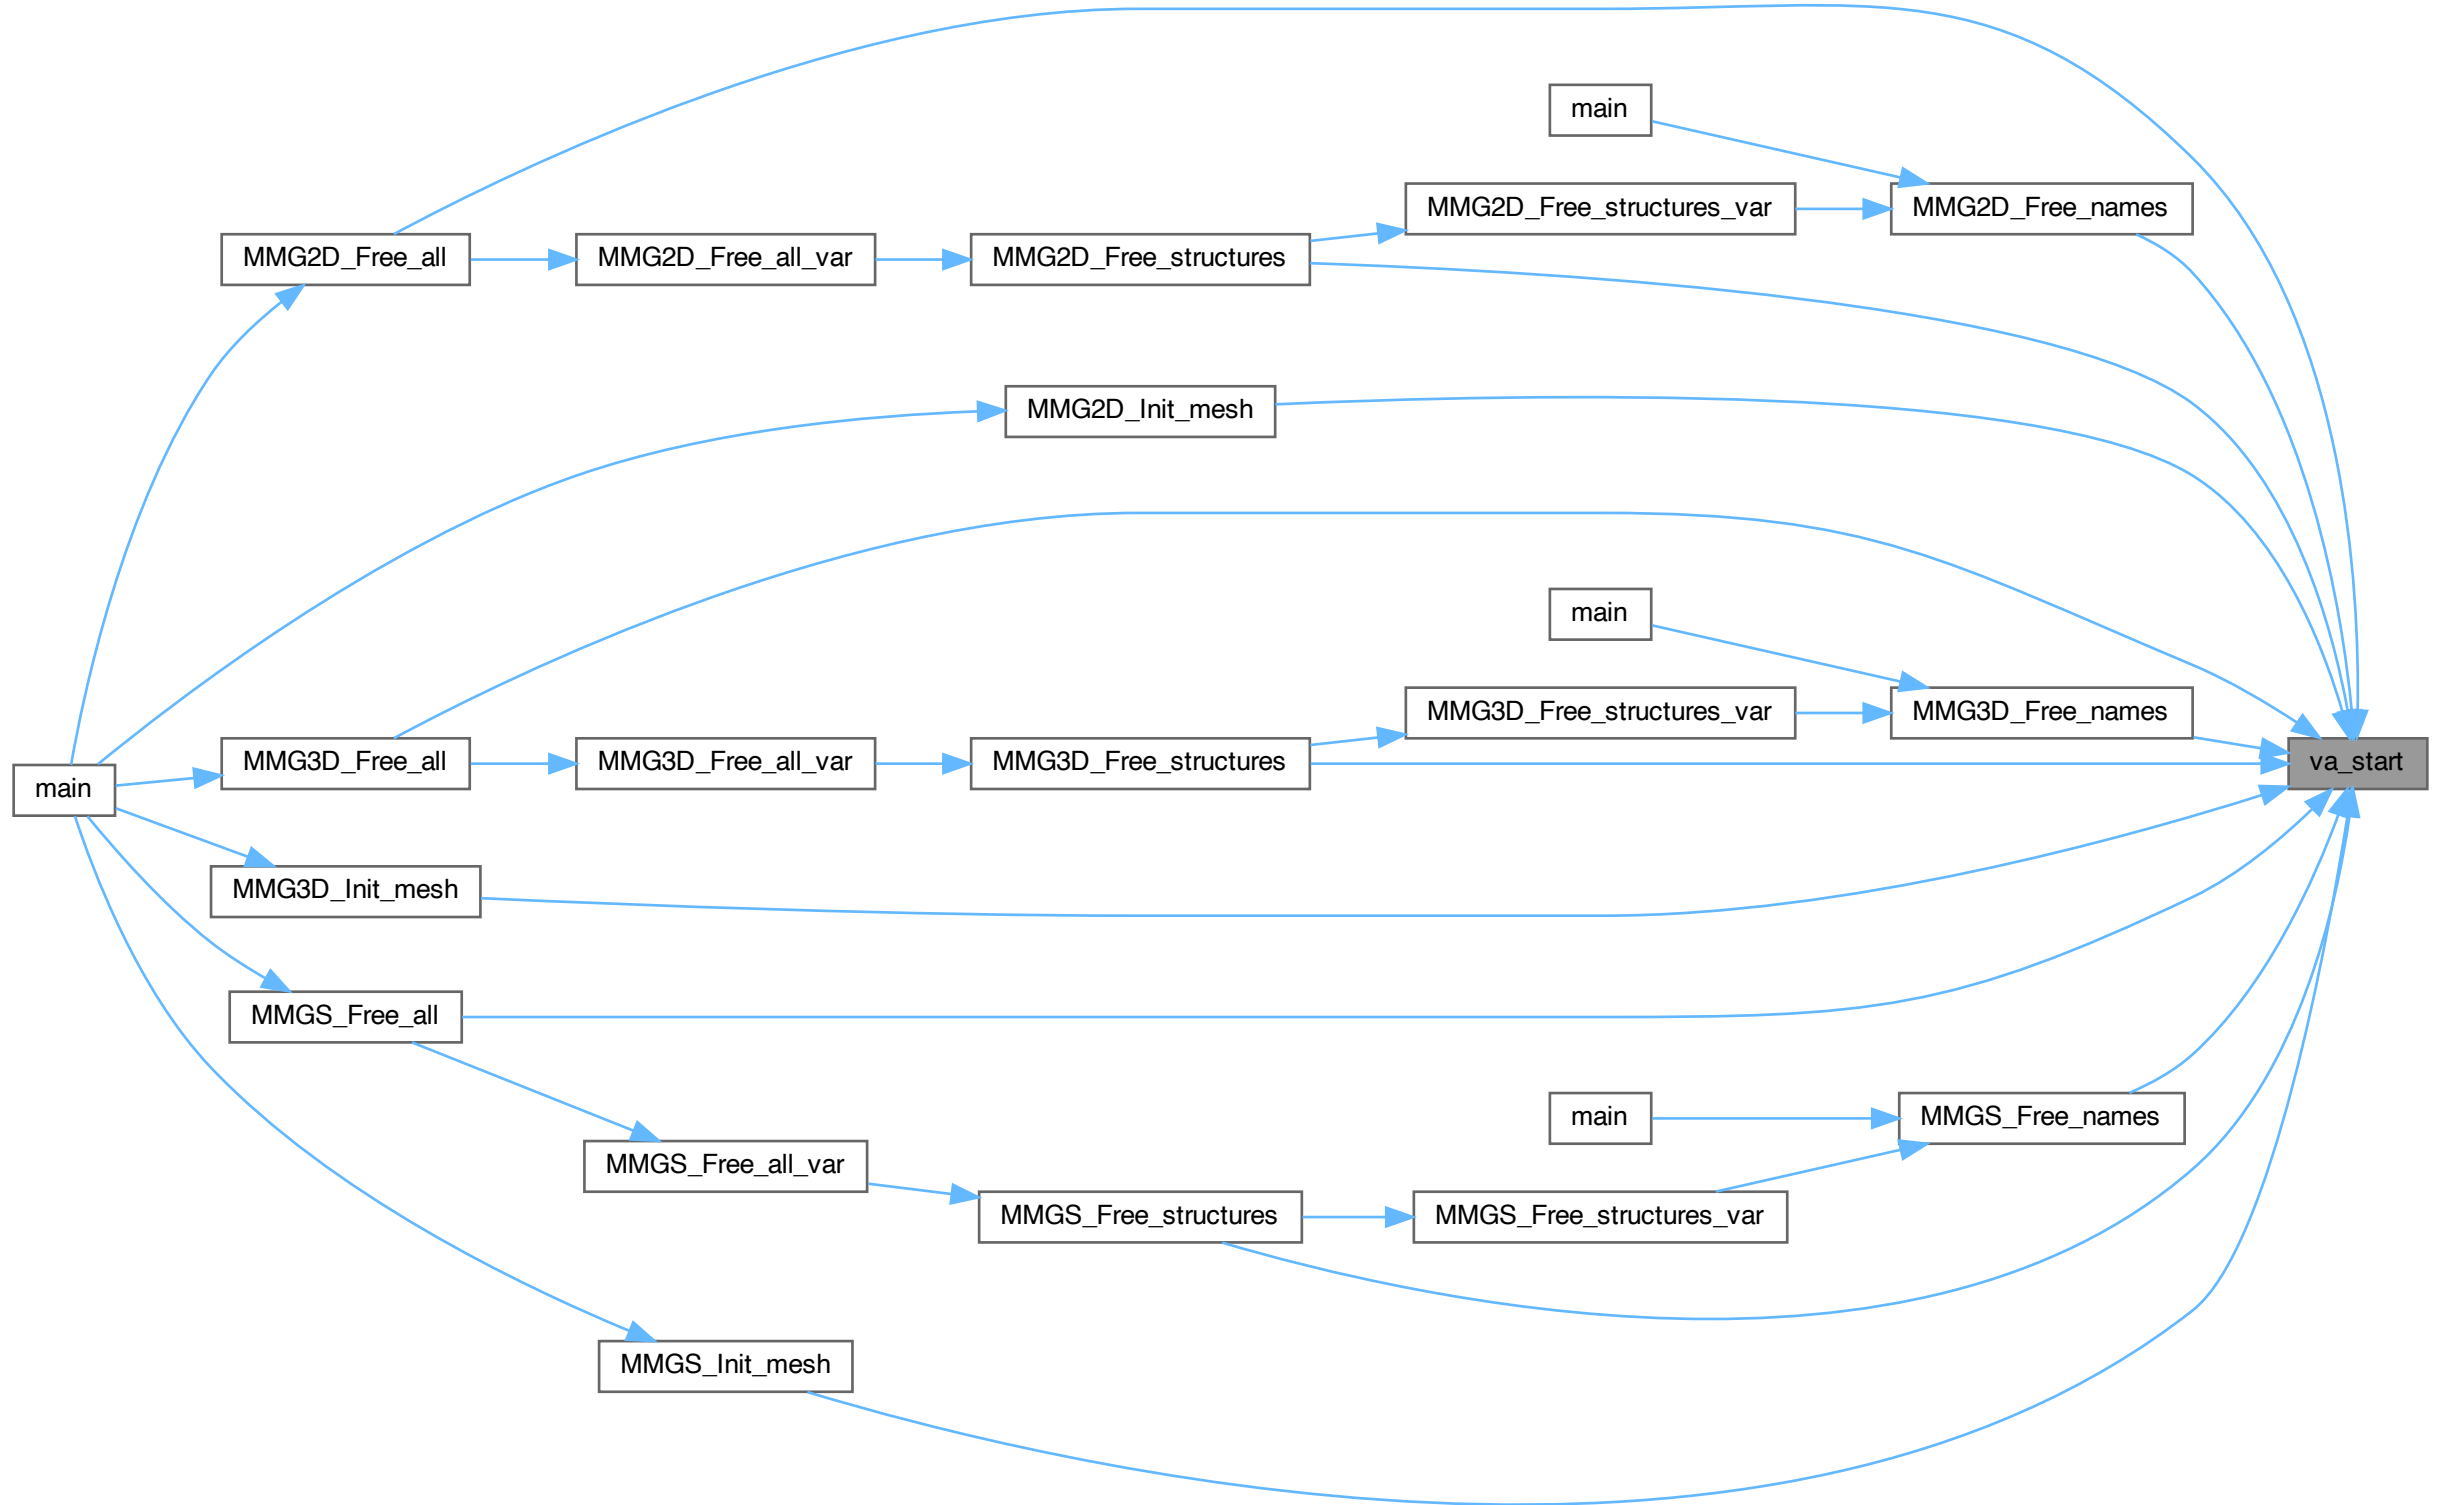 main
MMG2D_Free_structures_var
MMG2D_Free_names
MMG2D_Free_all
MMG2D_Free_all_var
MMG2D_Free_structures
MMG2D_Init_mesh
main
MMG3D_Free_structures_var
MMG3D_Free_names
MMG3D_Free_all
MMG3D_Free_all_var
MMG3D_Free_structures
va_start
main
MMG3D_Init_mesh
MMGS_Free_all
main
MMGS_Free_names
MMGS_Free_all_var
MMGS_Free_structures
MMGS_Free_structures_var
MMGS_Init_mesh